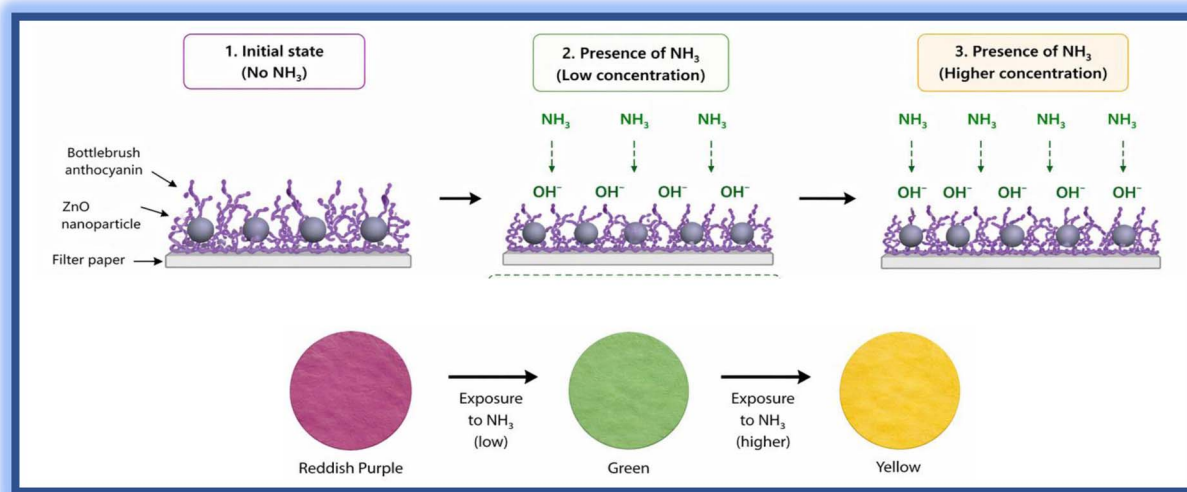 1. Initial state
(No NH₃)
2. Presence of NH₃
(Low concentration)
3. Presence of NH₃
(Higher concentration)
NH₃ NH₃ NH₃
NH₃ NH₃ NH₃ NH₃
Bottlebrush
anthocyanin
ZnO
nanoparticle
Filter paper
OH⁻ OH⁻ OH⁻ OH⁻
OH⁻ OH⁻ OH⁻ OH⁻ OH⁻
Exposure
to NH₃
(low)
Exposure
to NH₃
(higher)
Reddish Purple
Green
Yellow